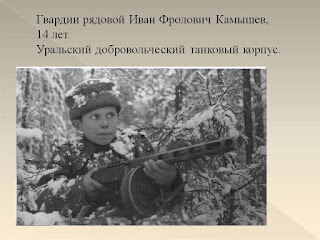 Гвардии рядовой Иван Фролович Камышев,
14 лет.
Уральский добровольческий танковый корпус.